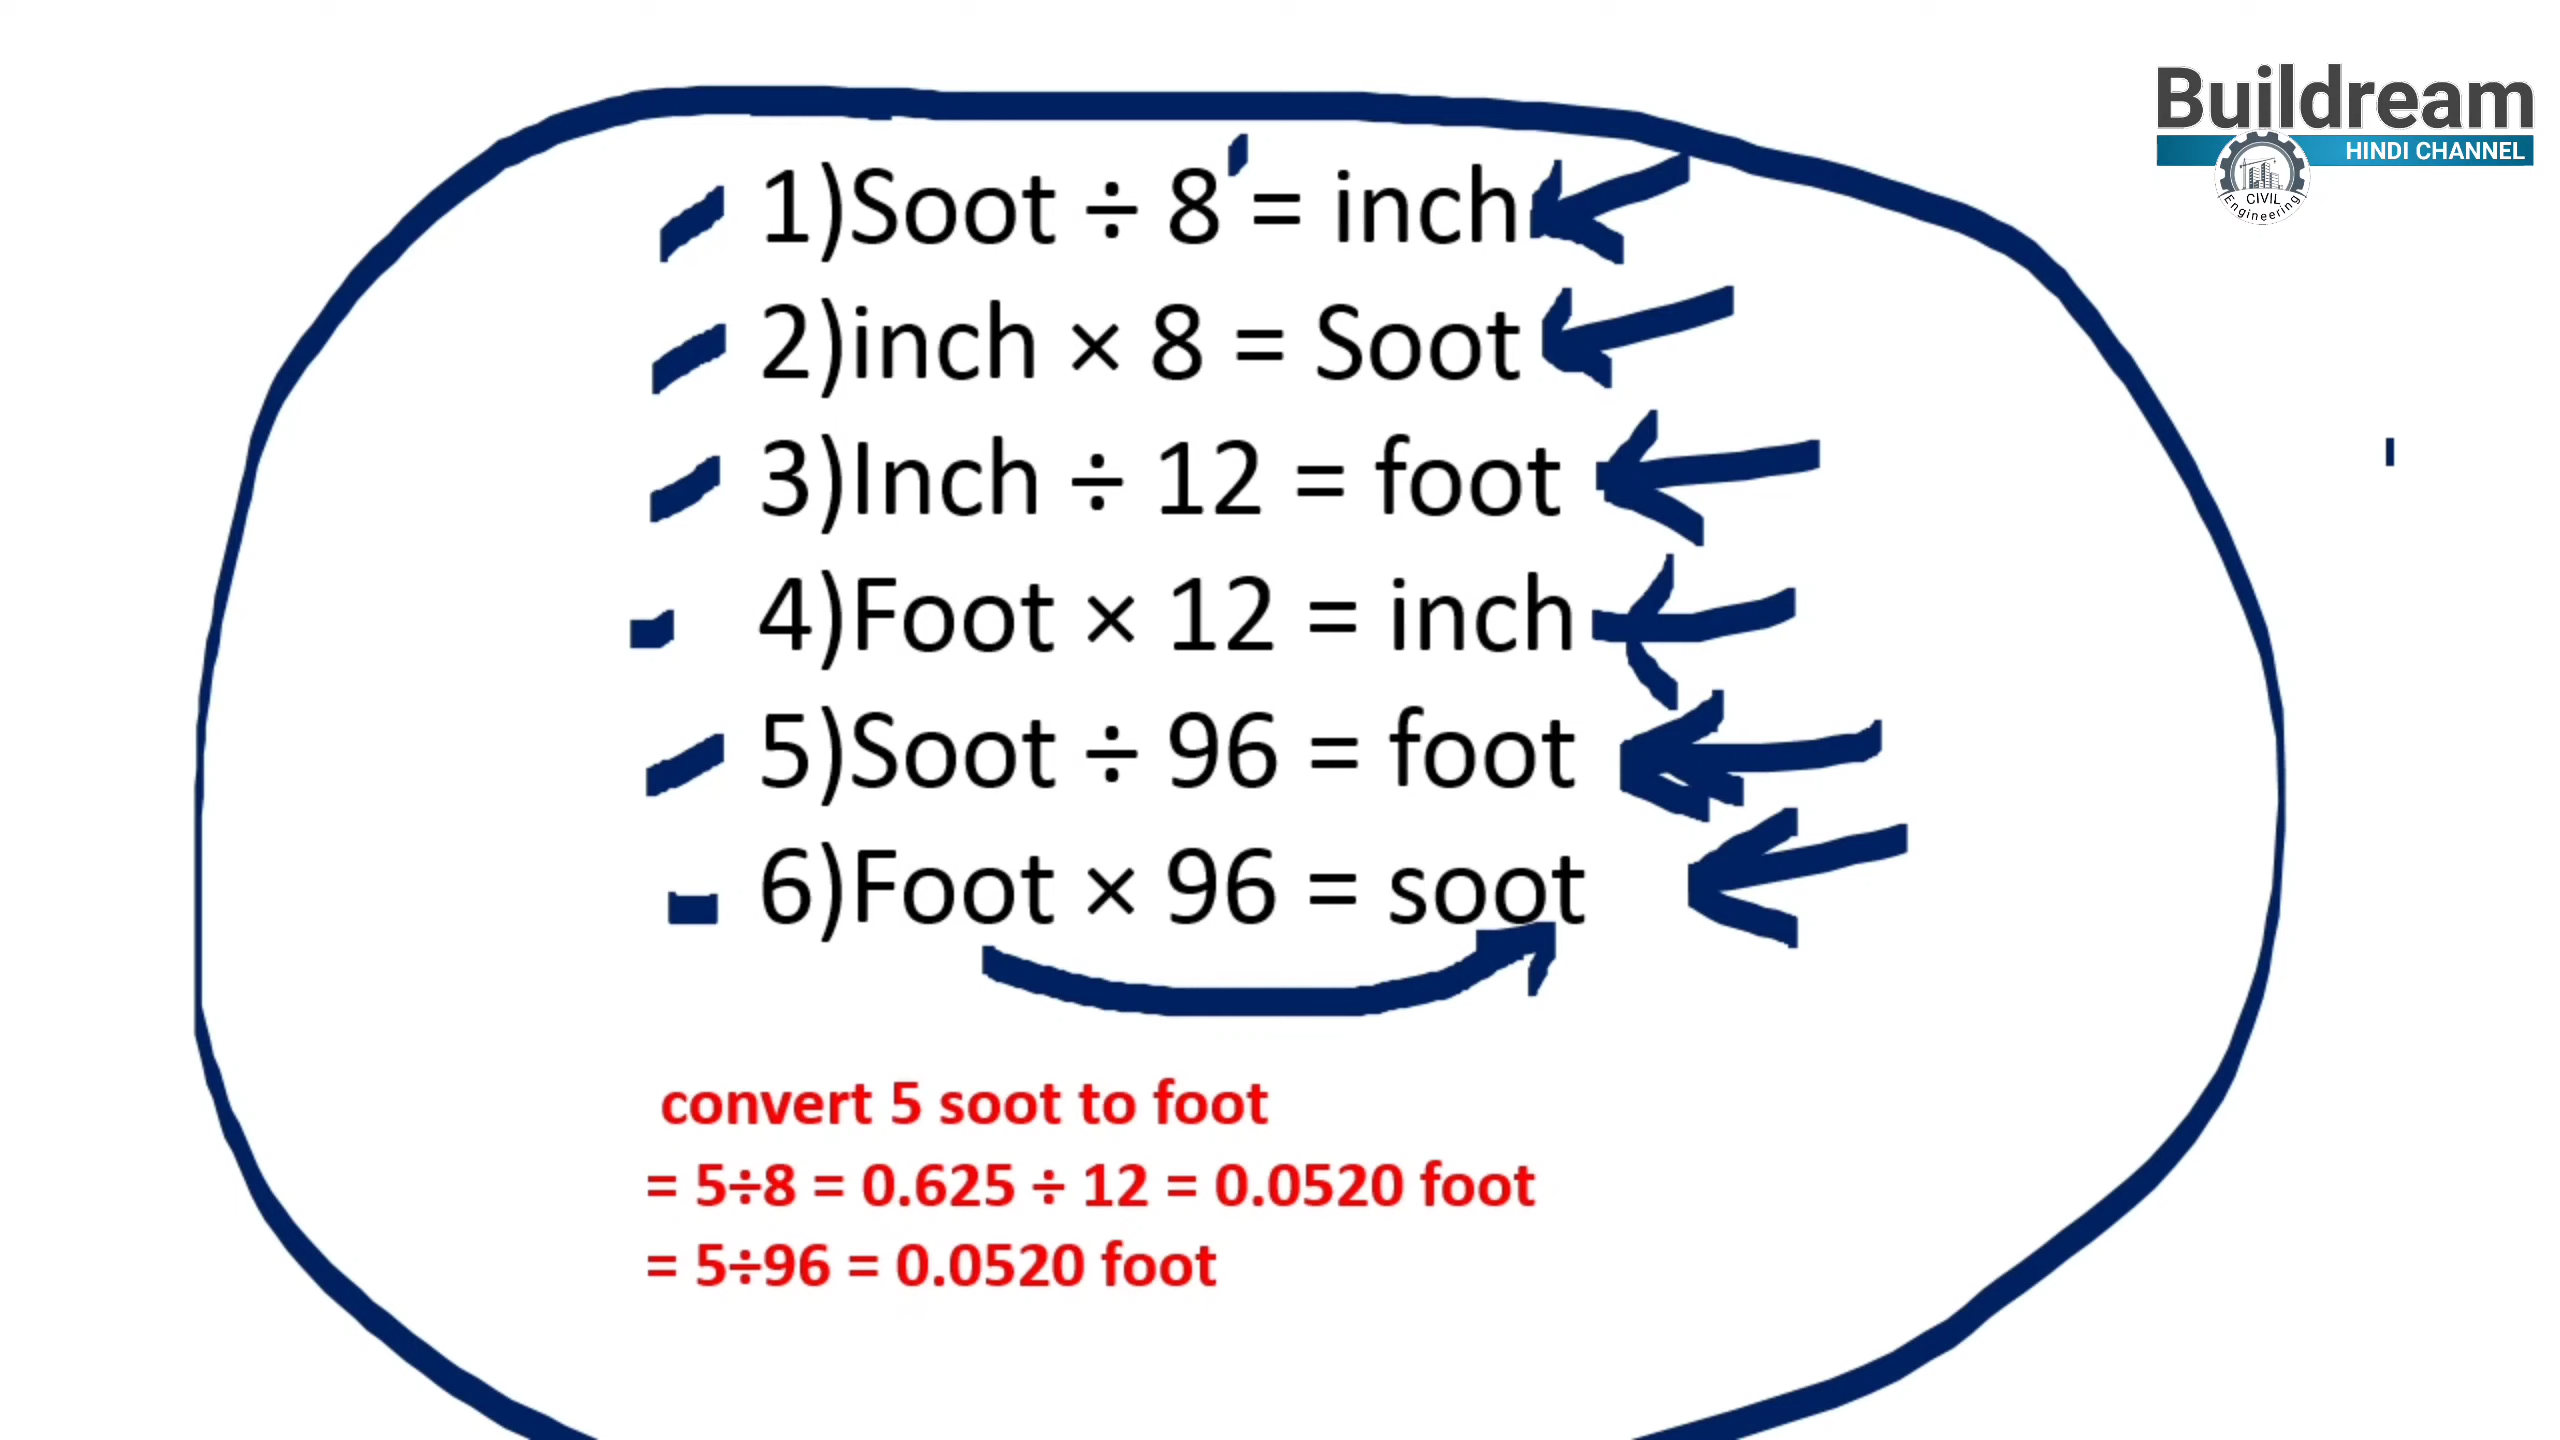 Buildream
HINDI CHANNEL
CIVIL
Engineering
1)Soot ÷ 8 = inch
2)inch × 8 = Soot
3)Inch ÷ 12 = foot
4)Foot × 12 = inch
5)Soot ÷ 96 = foot
6)Foot × 96 = soot
convert 5 soot to foot
= 5÷8 = 0.625 ÷ 12 = 0.0520 foot
= 5÷96 = 0.0520 foot